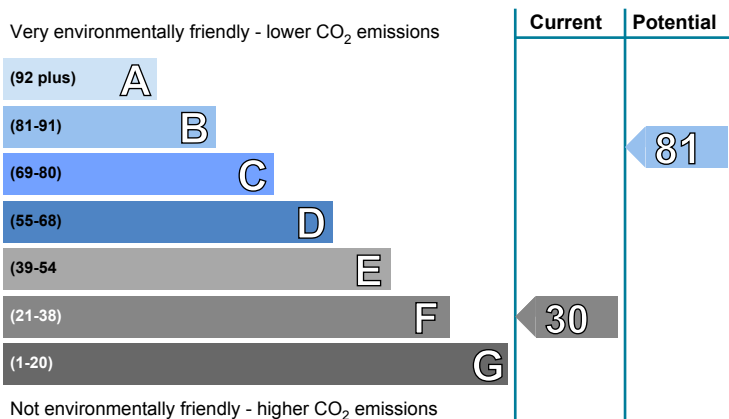 Current Potential
Very environmentally friendly - lower CO2 emissions
(92 plus) A
(81-91) B
81
(69-80) C
(55-68) D
(39-54 E
(21-38) F 30
(1-20) G
Not environmentally friendly - higher CO2 emissions